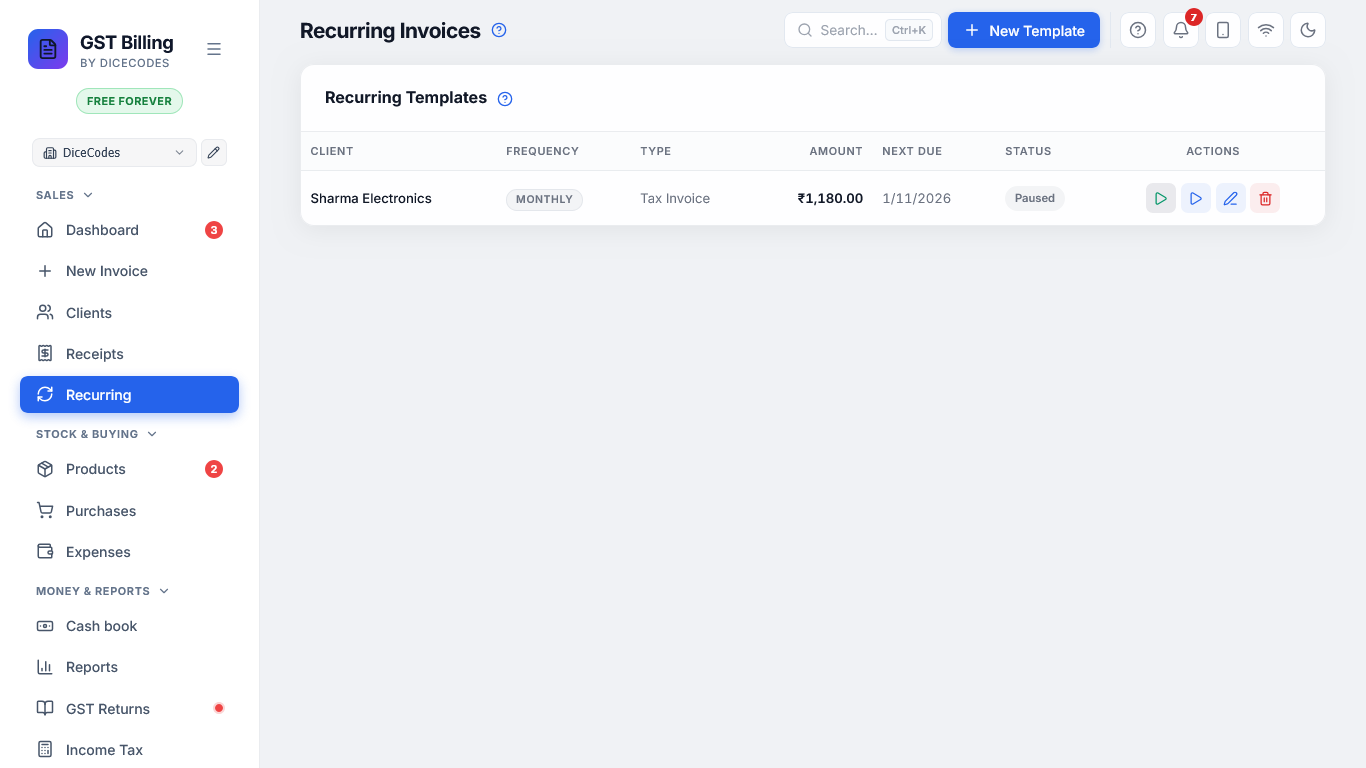 GST Billing
BY DICECODES
FREE FOREVER
DiceCodes
SALES
Dashboard 3
New Invoice
Clients
Receipts
Recurring
STOCK & BUYING
Products 2
Purchases
Expenses
MONEY & REPORTS
Cash book
Reports
GST Returns
Income Tax
Recurring Invoices
Search... Ctrl+K
New Template
7
Recurring Templates
CLIENT FREQUENCY TYPE AMOUNT NEXT DUE STATUS ACTIONS
Sharma Electronics MONTHLY Tax Invoice ₹1,180.00 1/11/2026 Paused